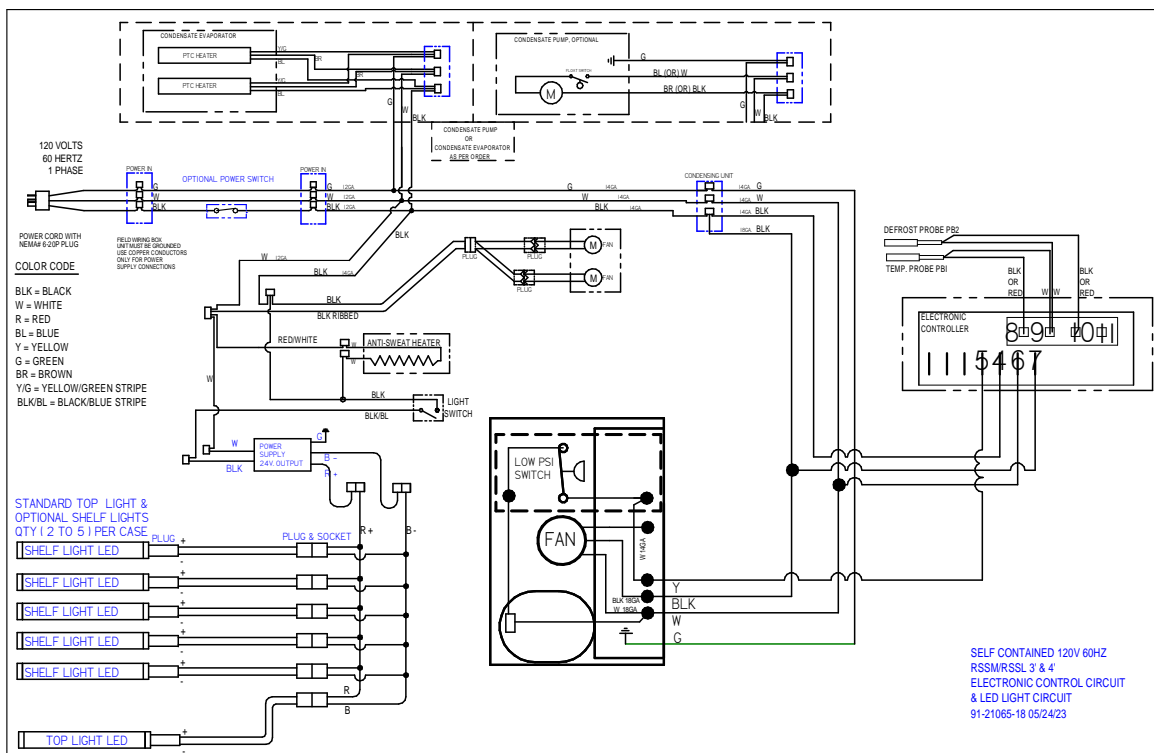 CONDENSATE EVAPORATOR
PTC HEATER
PTC HEATER
Y/G
BR
BL
Y/G
BR
BL
G
W
BLK
CONDENSATE PUMP, OPTIONAL
FLOAT SWITCH
M
G
BL (OR) W
BR (OR) BLK
G
W
BLK
CONDENSATE PUMP
OR
CONDENSATE EVAPORATOR
AS PER ORDER
120 VOLTS
60 HERTZ
1 PHASE
POWER IN
OPTIONAL POWER SWITCH
POWER IN
CONDENSING UNIT
G
W
BLK
G 12GA
W 12GA
BLK 12GA
G 14GA
W 14GA
BLK 14GA
14GA G
14GA W
14GA BLK
18GA BLK
POWER CORD WITH
NEMA# 6-20P PLUG
FIELD WIRING BOX
UNIT MUST BE GROUNDED
USE COPPER CONDUCTORS
ONLY FOR POWER
SUPPLY CONNECTIONS
COLOR CODE
BLK = BLACK
W = WHITE
R = RED
BL = BLUE
Y = YELLOW
G = GREEN
BR = BROWN
Y/G = YELLOW/GREEN STRIPE
BLK/BL = BLACK/BLUE STRIPE
BLK
W 12GA
BLK 14GA
PLUG
PLUG
PLUG
M FAN
M FAN
BLK
BLK RIBBED
RED/WHITE
W
W
ANTI-SWEAT HEATER
W
BLK
BLK/BL
LIGHT
SWITCH
DEFROST PROBE PB2
TEMP. PROBE PB1
BLK
OR
RED
W
W
BLK
OR
RED
ELECTRONIC
CONTROLLER
8 9 10 11
1 1 1 5 4 6 7
W
BLK
POWER
SUPPLY
24V. OUTPUT
G
B -
R +
LOW PSI
SWITCH
FAN
W 14GA
BLK 18GA
W 18GA
Y
BLK
W
G
STANDARD TOP LIGHT &
OPTIONAL SHELF LIGHTS
QTY ( 2 TO 5 ) PER CASE
PLUG
PLUG & SOCKET
R +
B -
SHELF LIGHT LED + -
SHELF LIGHT LED + -
SHELF LIGHT LED + -
SHELF LIGHT LED + -
SHELF LIGHT LED + -
R
B
TOP LIGHT LED + -
SELF CONTAINED 120V 60HZ
RSSM/RSSL 3' & 4'
ELECTRONIC CONTROL CIRCUIT
& LED LIGHT CIRCUIT
91-21065-18 05/24/23